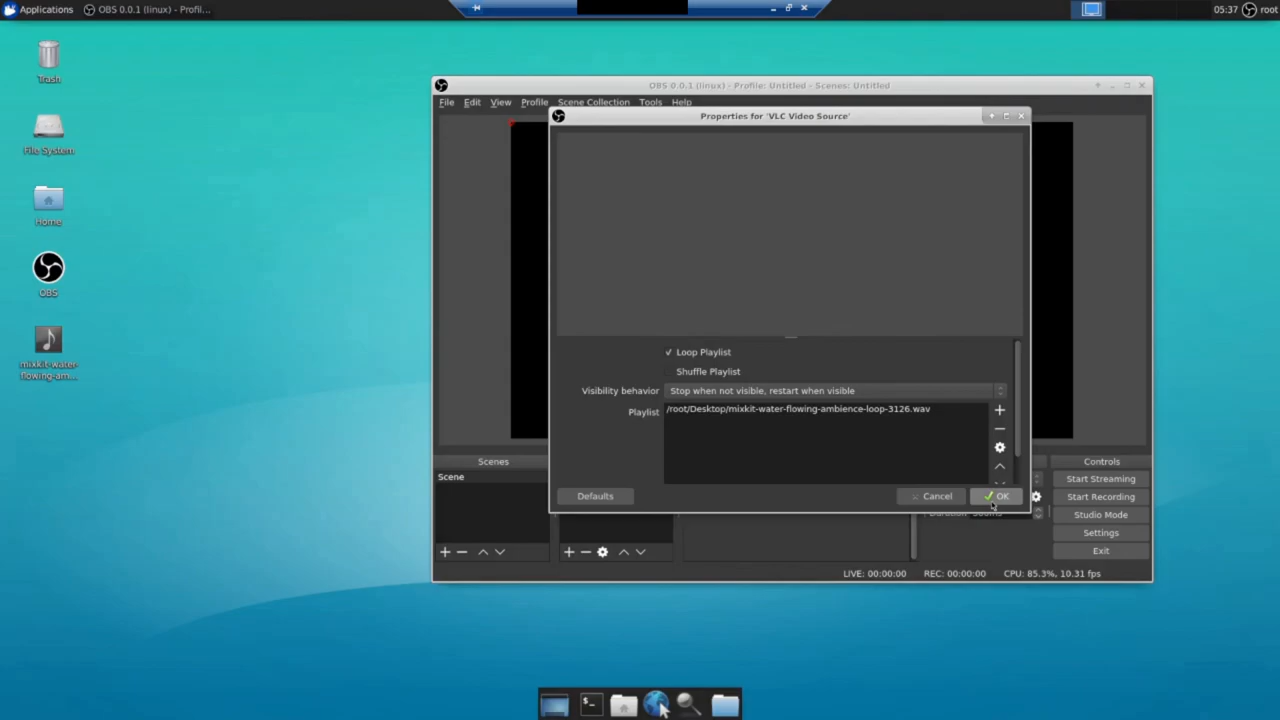 Applications OBS 0.0.1 (linux) - Profil... 05:37 root
Trash
File System
Home
OBS
mixkit-water-
flowing-am...
OBS 0.0.1 (linux) - Profile: Untitled - Scenes: Untitled
File Edit View Profile Scene Collection Tools Help
Properties for 'VLC Video Source'
Loop Playlist
Shuffle Playlist
Visibility behavior Stop when not visible, restart when visible
Playlist /root/Desktop/mixkit-water-flowing-ambience-loop-3126.wav
Defaults Cancel OK
Scenes Controls
Scene
Start Streaming
Start Recording
Studio Mode
Settings
Exit
LIVE: 00:00:00 REC: 00:00:00 CPU: 85.3%, 10.31 fps